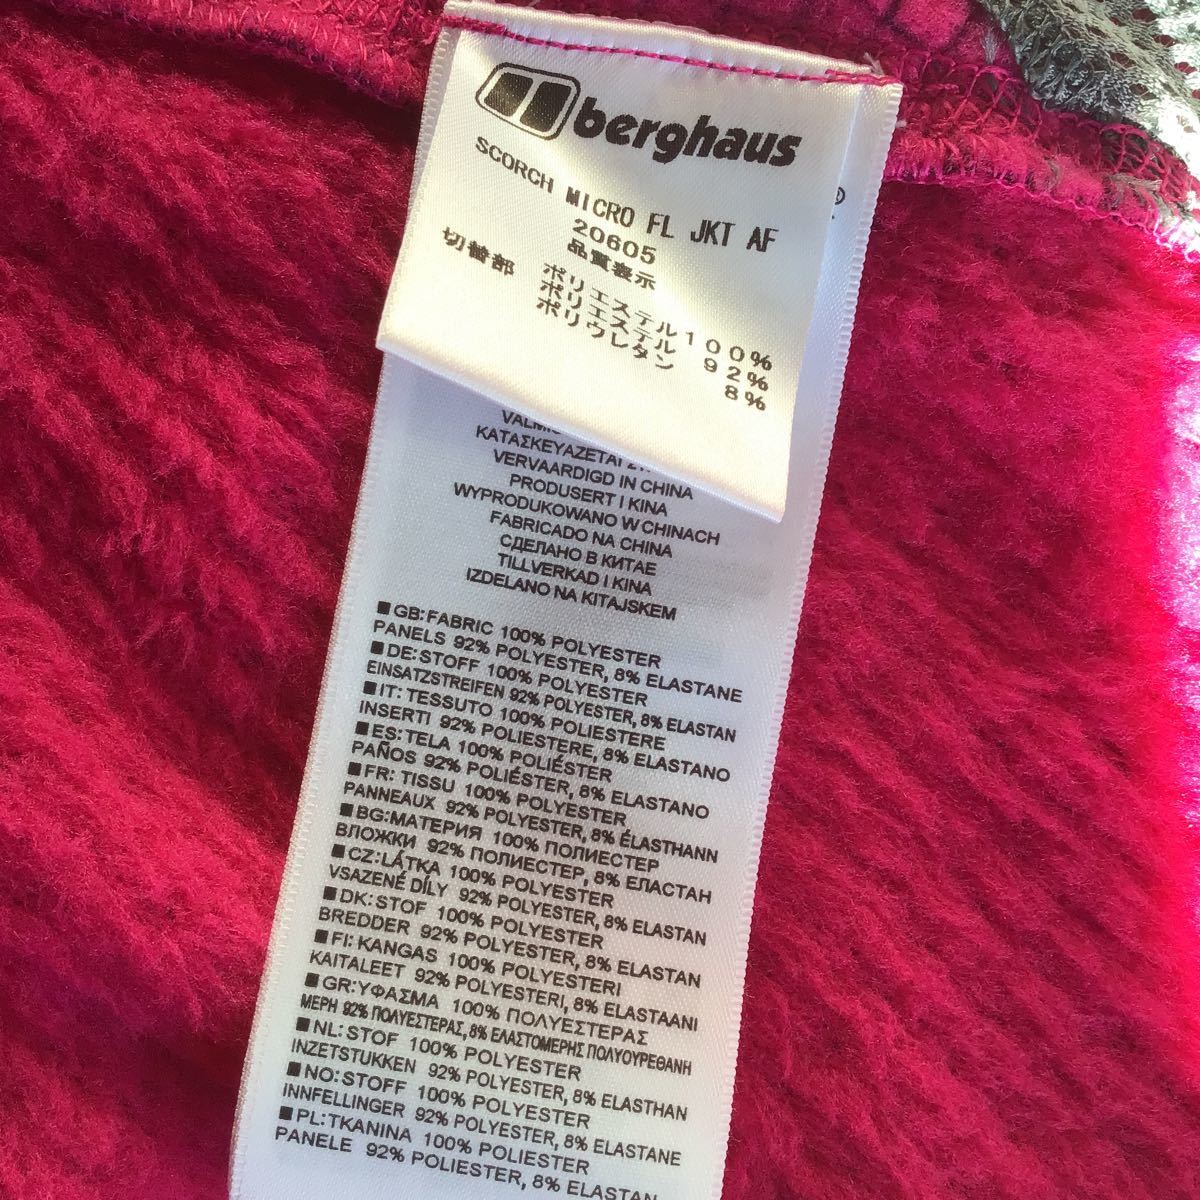 berghaus
SCORCH MICRO FL JKT AF
20605
品質表示
ポリエステル100%
切替部 ポリエステル 92%
ポリウレタン 8%
®
ΚΑΤΑΣΚΕΥΑΖΕΤΑΙ
VERVAARDIGD IN CHINA
PRODUSERT I KINA
WYPRODUKOWANO W CHINACH
FABRICADO NA CHINA
СДЕЛАНО В КИТАЕ
TILLVERKAD I KINA
IZDELANO NA KITAJSKEM
■GB:FABRIC 100% POLYESTER
PANELS 92% POLYESTER, 8% ELASTANE
■DE:STOFF 100% POLYESTER
EINSATZSTREIFEN 92% POLYESTER, 8% ELASTAN
■IT:TESSUTO 100% POLIESTERE
INSERTI 92% POLIESTERE, 8% ELASTANO
■ES:TELA 100% POLIÉSTER
PAÑOS 92% POLIÉSTER, 8% ELASTANO
■FR:TISSU 100% POLYESTER
PANNEAUX 92% POLYESTER, 8% ÉLASTHANN
■BG:МАТЕРИЯ 100% ПОЛИЕСТЕР
ВЛОЖКИ 92% ПОЛИЕСТЕР, 8% ЕЛАСТАН
■CZ:LÁTKA 100% POLYESTER
VSAZENÉ DÍLY 92% POLYESTER, 8% ELASTAN
■DK:STOF 100% POLYESTER
BREDDER 92% POLYESTER, 8% ELASTAN
■FI:KANGAS 100% POLYESTERI
KAITALEET 92% POLYESTERI, 8% ELASTAANI
■GR:ΥΦΑΣΜΑ 100% ΠΟΛΥΕΣΤΕΡΑΣ
ΜΕΡΗ 92% ΠΟΛΥΕΣΤΕΡΑΣ, 8% ΕΛΑΣΤΟΜΕΡΗΣ ΠΟΛΥΟΥΡΕΘΑΝΗ
■NL:STOF 100% POLYESTER
INZETSTUKKEN 92% POLYESTER, 8% ELASTHAN
■NO:STOFF 100% POLYESTER
INNFELLINGER 92% POLYESTER, 8% ELASTANE
■PL:TKANINA 100% POLIESTER
PANELE 92% POLIESTER, 8% ELASTAN